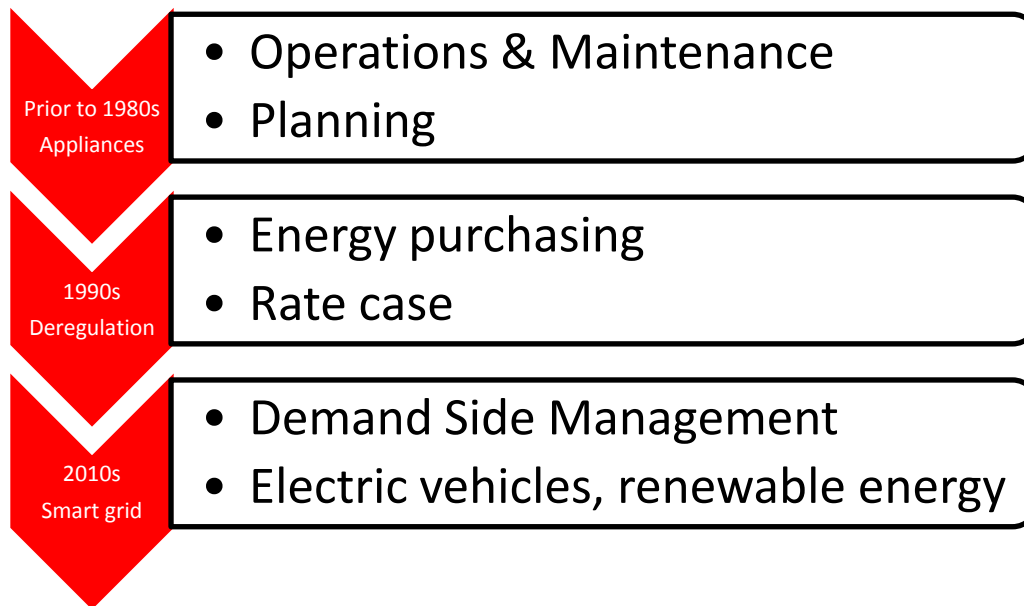 Prior to 1980s
Appliances
• Operations & Maintenance
• Planning
1990s
Deregulation
• Energy purchasing
• Rate case
2010s
Smart grid
• Demand Side Management
• Electric vehicles, renewable energy